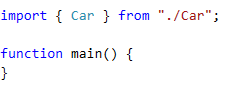 import { Car } from "./Car";
function main() {
}